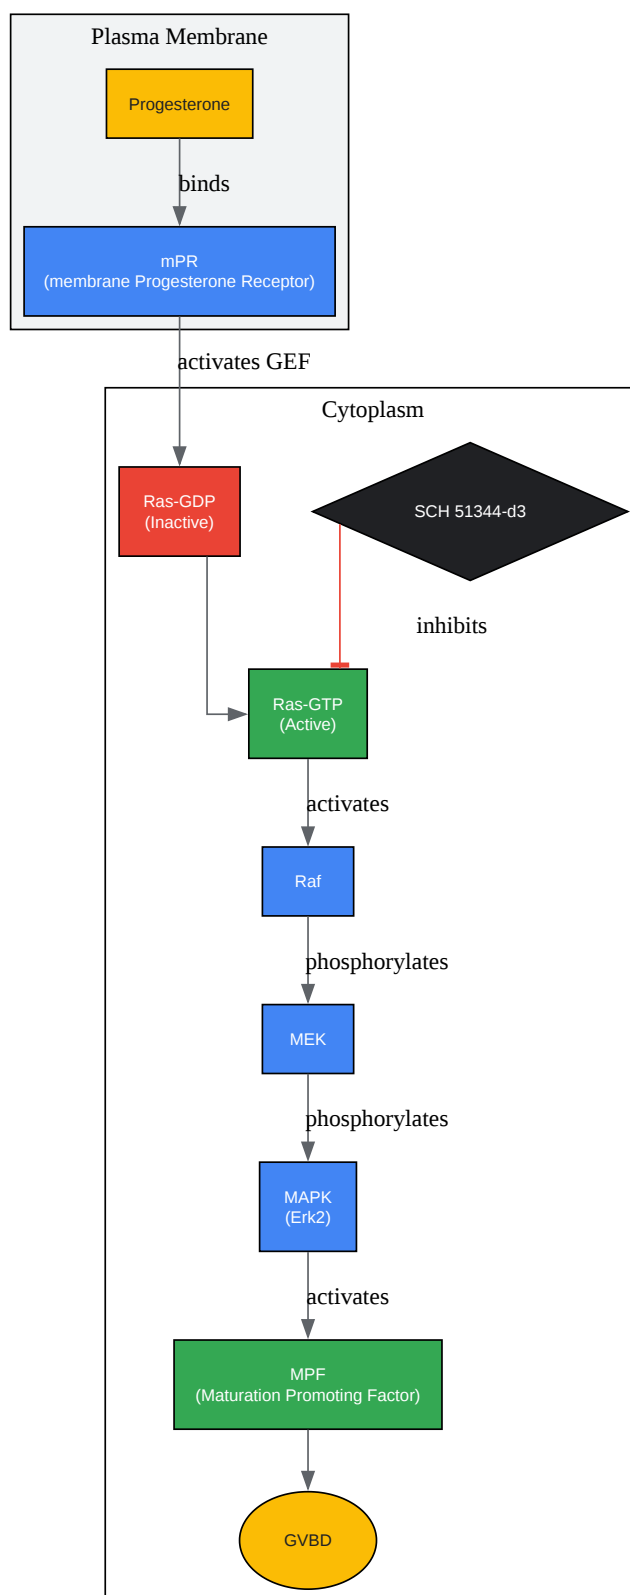 Plasma Membrane
Progesterone
binds
mPR
(membrane Progesterone Receptor)
activates GEF
Cytoplasm
Ras-GDP
(Inactive)
SCH 51344-d3
inhibits
Ras-GTP
(Active)
activates
Raf
phosphorylates
MEK
phosphorylates
MAPK
(Erk2)
activates
MPF
(Maturation Promoting Factor)
GVBD